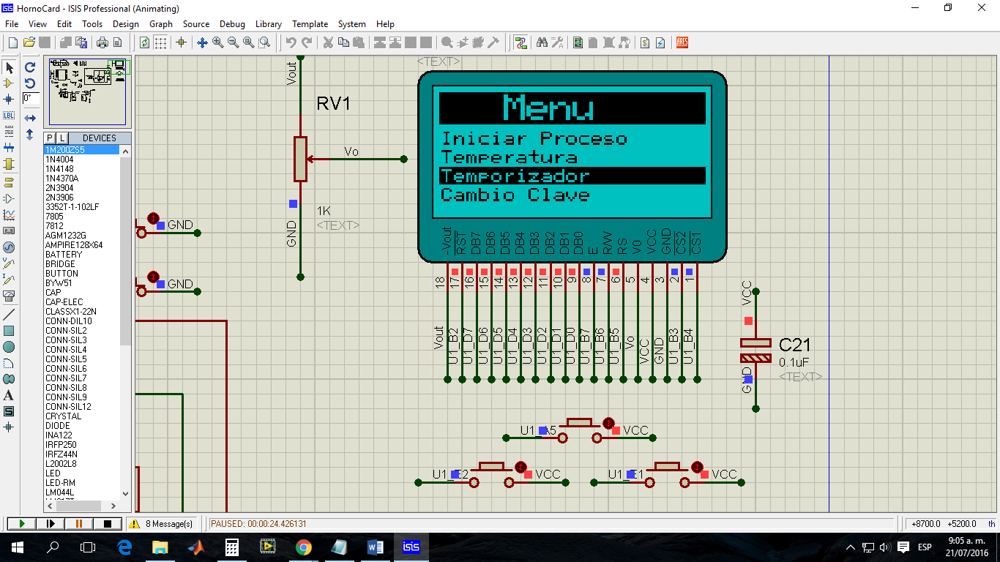 HornoCard - ISIS Professional (Animating)
File View Edit Tools Design Graph Source Debug Library Template System Help
LBL
0°
A
S
P L DEVICES
1M200ZS5
1N4004
1N4148
1N4370A
2N3904
2N3906
3352T-1-102LF
7805
7812
AGM1232G
AMPIRE128X64
BATTERY
BRIDGE
BUTTON
BYW51
CAP
CAP-ELEC
CLASSX1-22N
CONN-DIL10
CONN-SIL2
CONN-SIL3
CONN-SIL4
CONN-SIL5
CONN-SIL6
CONN-SIL7
CONN-SIL8
CONN-SIL9
CONN-SIL12
CRYSTAL
DIODE
INA122
IRFP250
IRFZ44N
L2002L8
LED
LED-RM
LM044L
ARES
Vout
RV1
Vo
1K
<TEXT>
GND
GND
GND
<TEXT>
Menu
Iniciar Proceso
Temperatura
Temporizador
Cambio Clave
-Vout RST DB7 DB6 DB5 DB4 DB3 DB2 DB1 DB0 E R/W RS V0 VCC GND CS2 CS1
18 17 16 15 14 13 12 11 10 9 8 7 6 5 4 3 2 1
Vout U1_B2 U1_D7 U1_D6 U1_D5 U1_D4 U1_D3 U1_D2 U1_D1 U1_D0 U1_B7 U1_B6 U1_B5 Vo VCC GND U1_B3 U1_B4
VCC
C21
0.1uF
<TEXT>
GND
U1_A5 VCC
U1_E2 VCC
U1_E1 VCC
8 Message(s) PAUSED: 00:00:24.426131 +8700.0 +5200.0 th
isis ESP 9:05 a. m.
21/07/2016